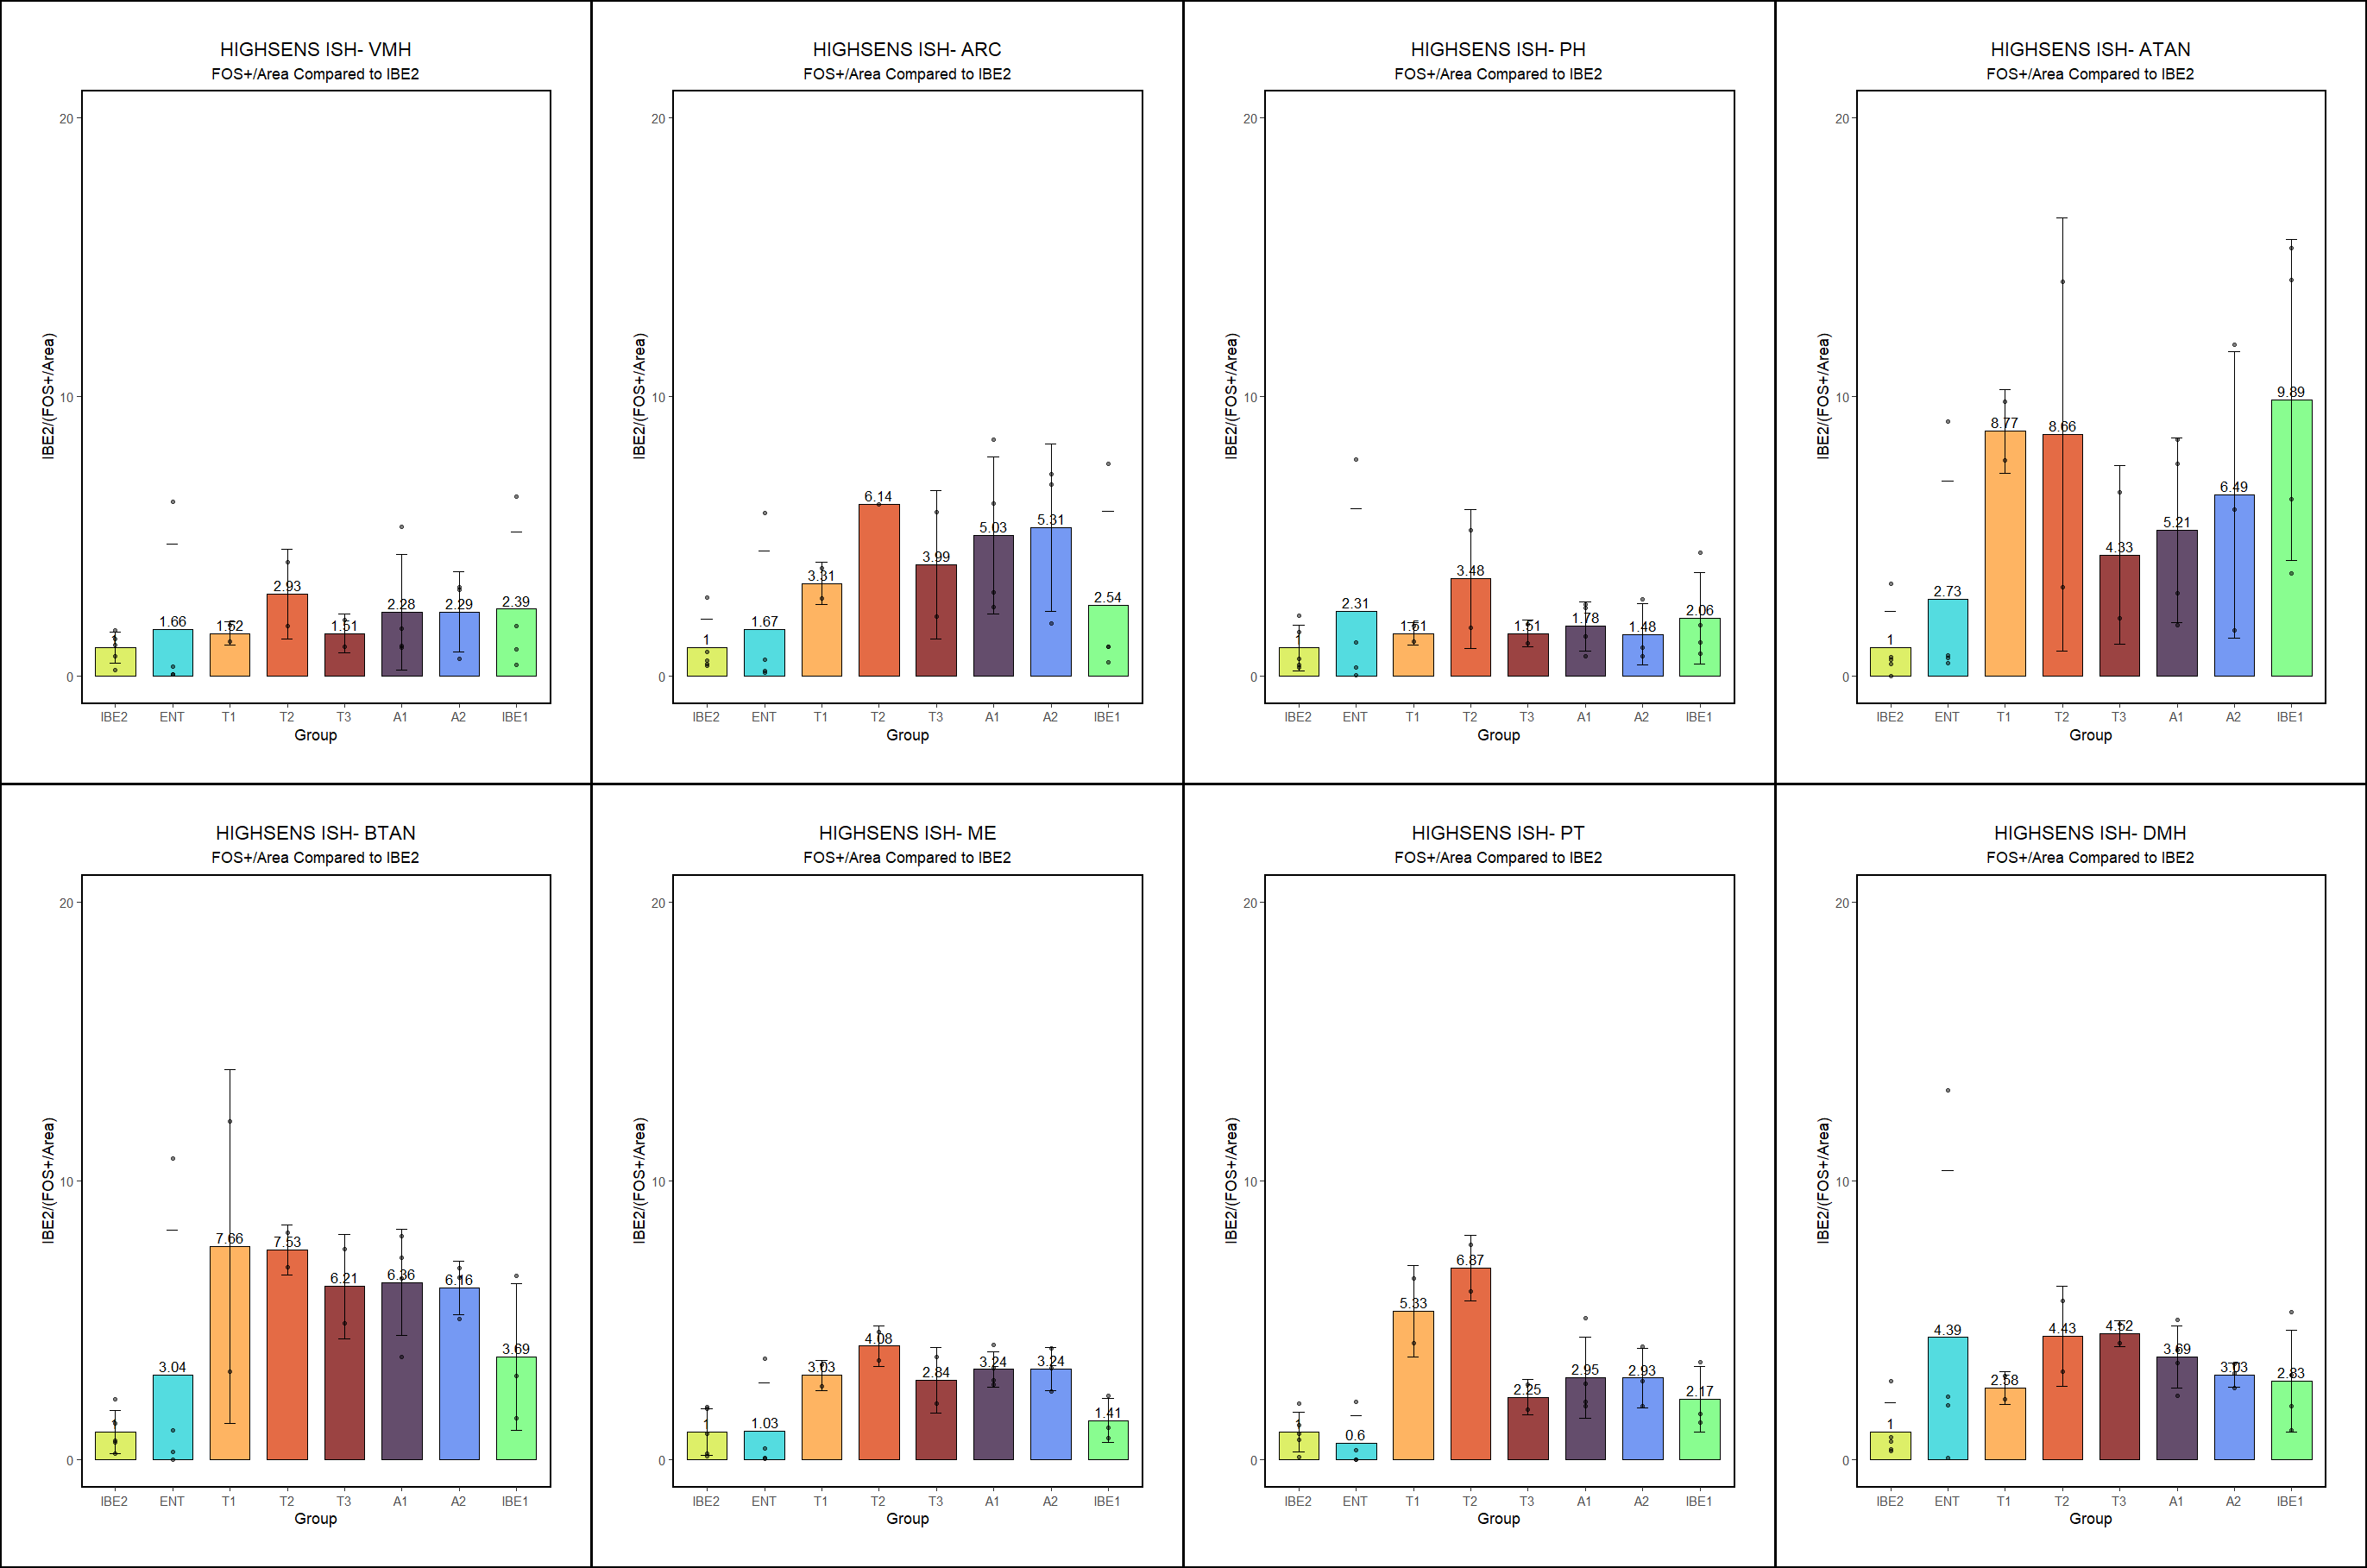 HIGHSENS ISH- VMH
FOS+/Area Compared to IBE2
IBE2/(FOS+/Area)
20
10
0
1.66
1.52
2.93
1.51
2.28
2.29
2.39
IBE2 ENT T1 T2 T3 A1 A2 IBE1
Group
HIGHSENS ISH- ARC
FOS+/Area Compared to IBE2
IBE2/(FOS+/Area)
20
10
0
1
1.67
3.31
6.14
3.99
5.03
5.31
2.54
IBE2 ENT T1 T2 T3 A1 A2 IBE1
Group
HIGHSENS ISH- PH
FOS+/Area Compared to IBE2
IBE2/(FOS+/Area)
20
10
0
1
2.31
1.51
3.48
1.51
1.78
1.48
2.06
IBE2 ENT T1 T2 T3 A1 A2 IBE1
Group
HIGHSENS ISH- ATAN
FOS+/Area Compared to IBE2
IBE2/(FOS+/Area)
20
10
0
1
2.73
8.77
8.66
4.33
5.21
6.49
9.89
IBE2 ENT T1 T2 T3 A1 A2 IBE1
Group
HIGHSENS ISH- BTAN
FOS+/Area Compared to IBE2
IBE2/(FOS+/Area)
20
10
0
3.04
7.66
7.53
6.21
6.36
6.16
3.69
IBE2 ENT T1 T2 T3 A1 A2 IBE1
Group
HIGHSENS ISH- ME
FOS+/Area Compared to IBE2
IBE2/(FOS+/Area)
20
10
0
1
1.03
3.03
4.08
2.84
3.24
3.24
1.41
IBE2 ENT T1 T2 T3 A1 A2 IBE1
Group
HIGHSENS ISH- PT
FOS+/Area Compared to IBE2
IBE2/(FOS+/Area)
20
10
0
1
0.6
5.33
6.87
2.25
2.95
2.93
2.17
IBE2 ENT T1 T2 T3 A1 A2 IBE1
Group
HIGHSENS ISH- DMH
FOS+/Area Compared to IBE2
IBE2/(FOS+/Area)
20
10
0
1
4.39
2.58
4.43
4.52
3.69
3.03
2.83
IBE2 ENT T1 T2 T3 A1 A2 IBE1
Group